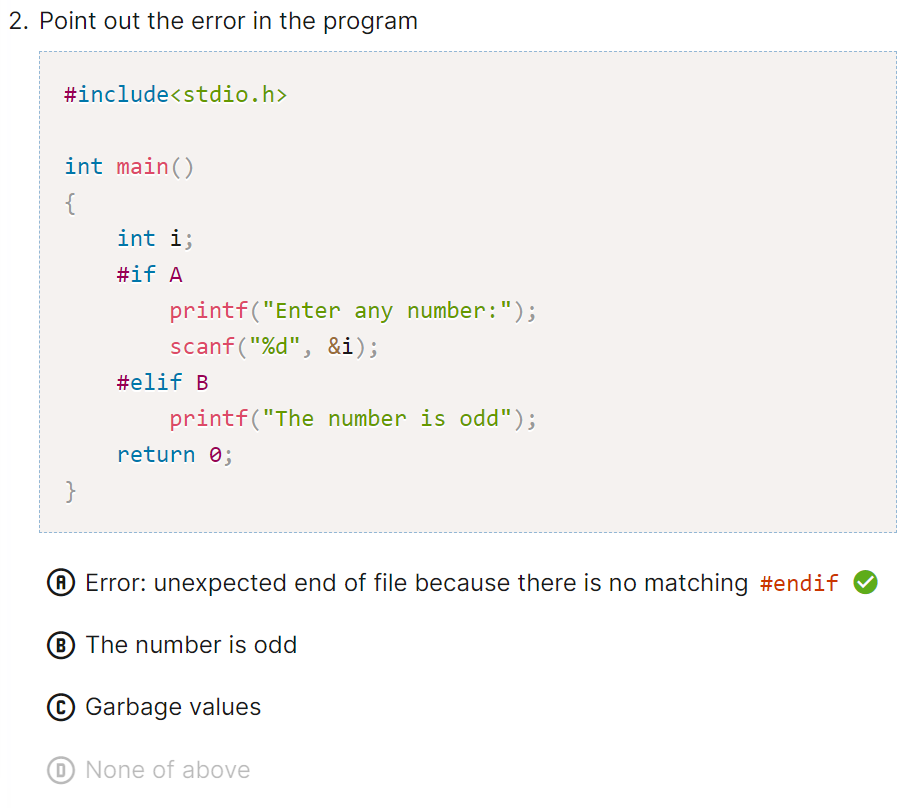 2. Point out the error in the program
#include<stdio.h>
int main()
{
    int i;
    #if A
        printf("Enter any number:");
        scanf("%d", &i);
    #elif B
        printf("The number is odd");
    return 0;
}
A Error: unexpected end of file because there is no matching #endif
B The number is odd
C Garbage values
D None of above